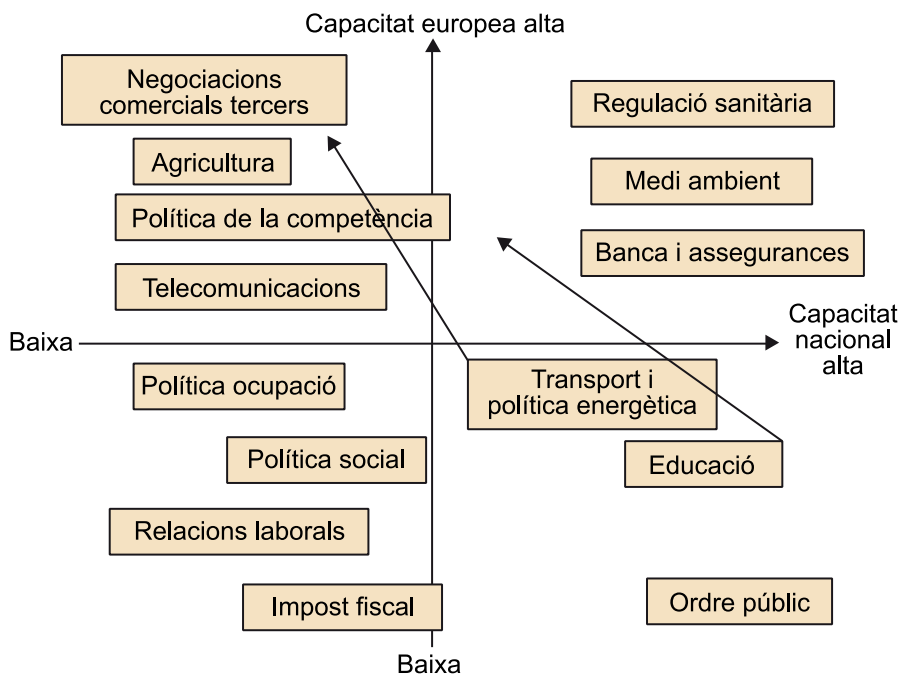 Capacitat europea alta
Negociacions
comercials tercers
Regulació sanitària
Agricultura
Medi ambient
Política de la competència
Banca i assegurances
Telecomunicacions
Baixa
Capacitat
nacional
alta
Política ocupació
Transport i
política energètica
Política social
Educació
Relacions laborals
Impost fiscal
Ordre públic
Baixa